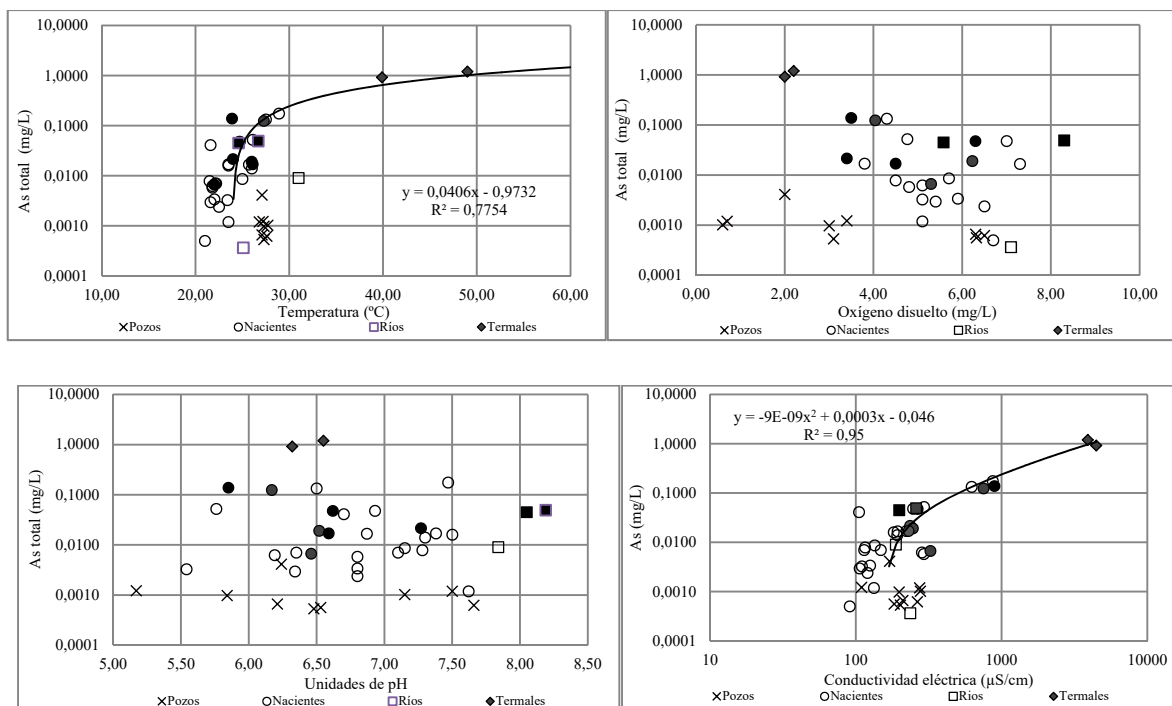 10,0000
1,0000
0,1000
0,0100
0,0010
0,0001
As total (mg/L)
y = 0,0406x - 0,9732
R² = 0,7754
10,00 20,00 30,00 40,00 50,00 60,00
Temperatura (ºC)
Pozos Nacientes Ríos Termales
10,0000
1,0000
0,1000
0,0100
0,0010
0,0001
As total (mg/L)
0,00 2,00 4,00 6,00 8,00 10,00
Oxígeno disuelto (mg/L)
Pozos Nacientes Ríos Termales
10,0000
1,0000
0,1000
0,0100
0,0010
0,0001
As total (mg/L)
5,00 5,50 6,00 6,50 7,00 7,50 8,00 8,50
Unidades de pH
Pozos Nacientes Ríos Termales
10,0000
1,0000
0,1000
0,0100
0,0010
0,0001
As (mg/L)
y = -9E-09x² + 0,0003x - 0,046
R² = 0,95
10 100 1000 10000
Conductividad eléctrica (µS/cm)
Pozos Nacientes Ríos Termales